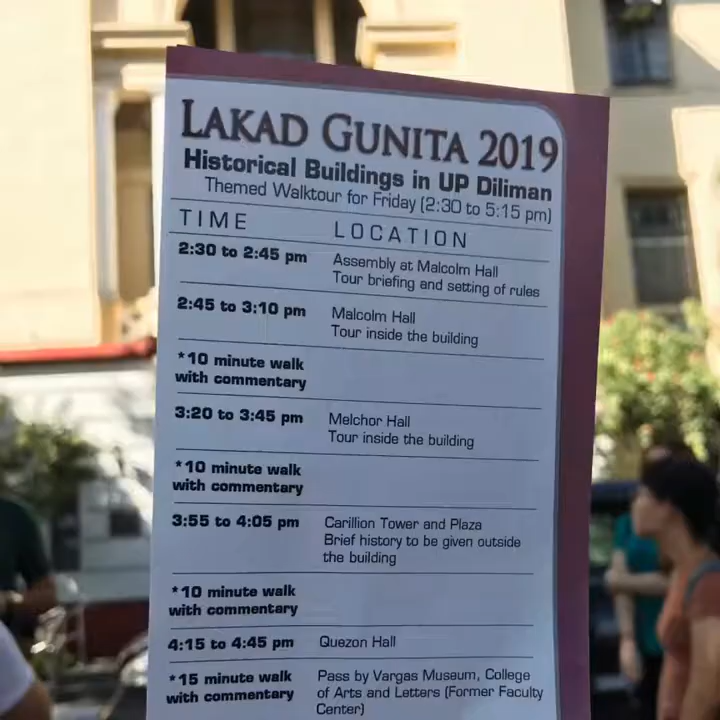 LAKAD GUNITA 2019
Historical Buildings in UP Diliman
Themed Walktour for Friday (2:30 to 5:15 pm)
TIME LOCATION
2:30 to 2:45 pm Assembly at Malcolm Hall
Tour briefing and setting of rules
2:45 to 3:10 pm Malcolm Hall
Tour inside the building
*10 minute walk
with commentary
3:20 to 3:45 pm Melchor Hall
Tour inside the building
*10 minute walk
with commentary
3:55 to 4:05 pm Carillion Tower and Plaza
Brief history to be given outside
the building
*10 minute walk
with commentary
4:15 to 4:45 pm Quezon Hall
*15 minute walk Pass by Vargas Museum, College
with commentary of Arts and Letters (Former Faculty
Center)